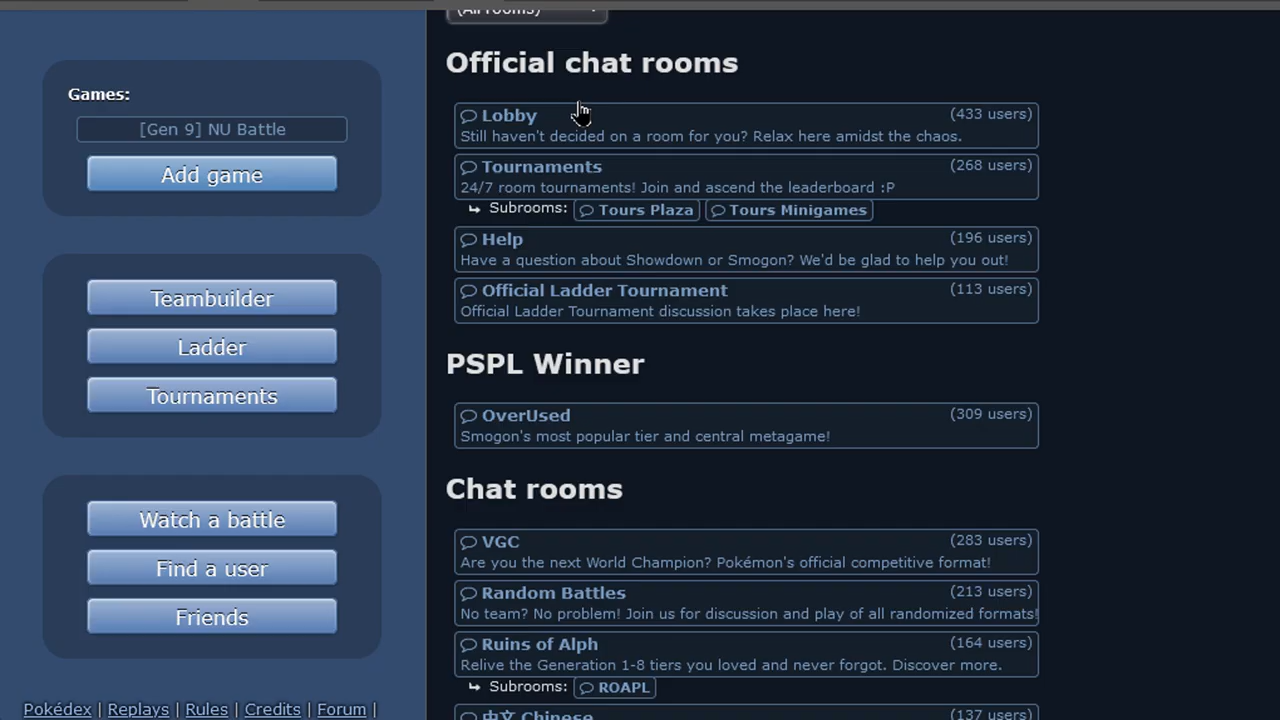 (All rooms)
Games:
[Gen 9] NU Battle
Add game
Teambuilder
Ladder
Tournaments
Watch a battle
Find a user
Friends
Pokédex | Replays | Rules | Credits | Forum |
Official chat rooms
Lobby (433 users)
Still haven't decided on a room for you? Relax here amidst the chaos.
Tournaments (268 users)
24/7 room tournaments! Join and ascend the leaderboard :P
↳ Subrooms: Tours Plaza Tours Minigames
Help (196 users)
Have a question about Showdown or Smogon? We'd be glad to help you out!
Official Ladder Tournament (113 users)
Official Ladder Tournament discussion takes place here!
PSPL Winner
OverUsed (309 users)
Smogon's most popular tier and central metagame!
Chat rooms
VGC (283 users)
Are you the next World Champion? Pokémon's official competitive format!
Random Battles (213 users)
No team? No problem! Join us for discussion and play of all randomized formats!
Ruins of Alph (164 users)
Relive the Generation 1-8 tiers you loved and never forgot. Discover more.
↳ Subrooms: ROAPL
中文 Chinese (137 users)